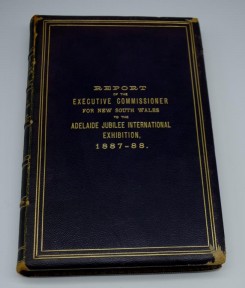 REPORT
OF THE
EXECUTIVE COMMISSIONER
FOR NEW SOUTH WALES
TO THE
ADELAIDE JUBILEE INTERNATIONAL
EXHIBITION,
1887-88.